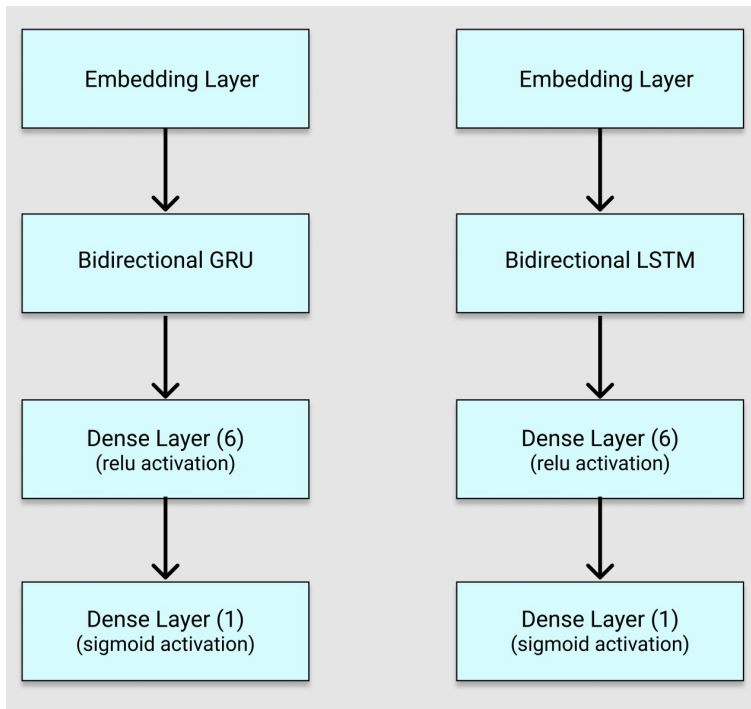 Embedding Layer
Bidirectional GRU
Dense Layer (6)
(relu activation)
Dense Layer (1)
(sigmoid activation)
Embedding Layer
Bidirectional LSTM
Dense Layer (6)
(relu activation)
Dense Layer (1)
(sigmoid activation)